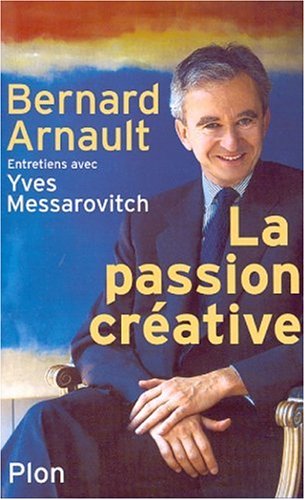 Bernard
Arnault
Entretiens avec
Yves
Messarovitch
La
passion
créative
Plon